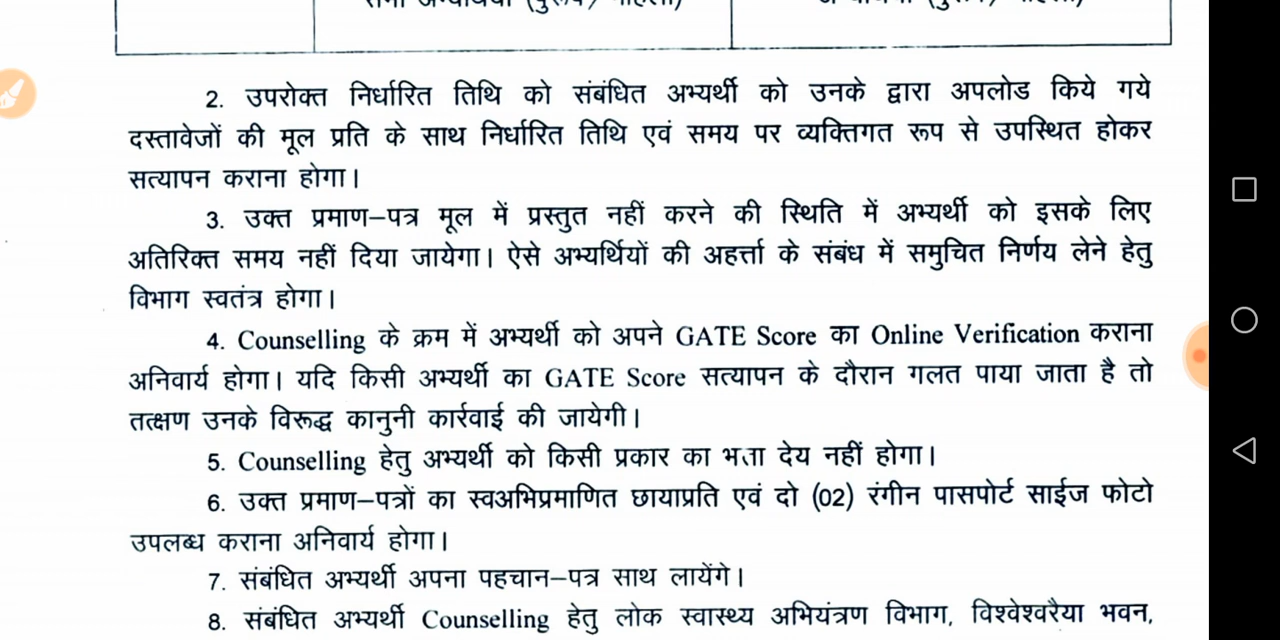 2. उपरोक्त निर्धारित तिथि को संबंधित अभ्यर्थी को उनके द्वारा अपलोड किये गये
दस्तावेजों की मूल प्रति के साथ निर्धारित तिथि एवं समय पर व्यक्तिगत रूप से उपस्थित होकर
सत्यापन कराना होगा।
3. उक्त प्रमाण–पत्र मूल में प्रस्तुत नहीं करने की स्थिति में अभ्यर्थी को इसके लिए
अतिरिक्त समय नहीं दिया जायेगा। ऐसे अभ्यर्थियों की अहर्त्ता के संबंध में समुचित निर्णय लेने हेतु
विभाग स्वतंत्र होगा।
4. Counselling के क्रम में अभ्यर्थी को अपने GATE Score का Online Verification कराना
अनिवार्य होगा। यदि किसी अभ्यर्थी का GATE Score सत्यापन के दौरान गलत पाया जाता है तो
तत्क्षण उनके विरूद्ध कानुनी कार्रवाई की जायेगी।
5. Counselling हेतु अभ्यर्थी को किसी प्रकार का भत्ता देय नहीं होगा।
6. उक्त प्रमाण–पत्रों का स्वअभिप्रमाणित छायाप्रति एवं दो (02) रंगीन पासपोर्ट साईज फोटो
उपलब्ध कराना अनिवार्य होगा।
7. संबंधित अभ्यर्थी अपना पहचान–पत्र साथ लायेंगे।
8. संबंधित अभ्यर्थी Counselling हेतु लोक स्वास्थ्य अभियंत्रण विभाग, विश्वेश्वरैया भवन,